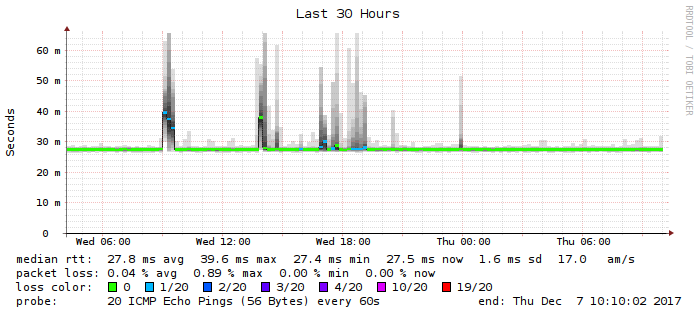 Last 30 Hours
RRDTOOL / TOBI OETIKER
Seconds
60 m
50 m
40 m
30 m
20 m
10 m
0
Wed 06:00 Wed 12:00 Wed 18:00 Thu 00:00 Thu 06:00
median rtt: 27.8 ms avg 39.6 ms max 27.4 ms min 27.5 ms now 1.6 ms sd 17.0 am/s
packet loss: 0.04 % avg 0.89 % max 0.00 % min 0.00 % now
loss color: 0 1/20 2/20 3/20 4/20 10/20 19/20
probe: 20 ICMP Echo Pings (56 Bytes) every 60s end: Thu Dec 7 10:10:02 2017